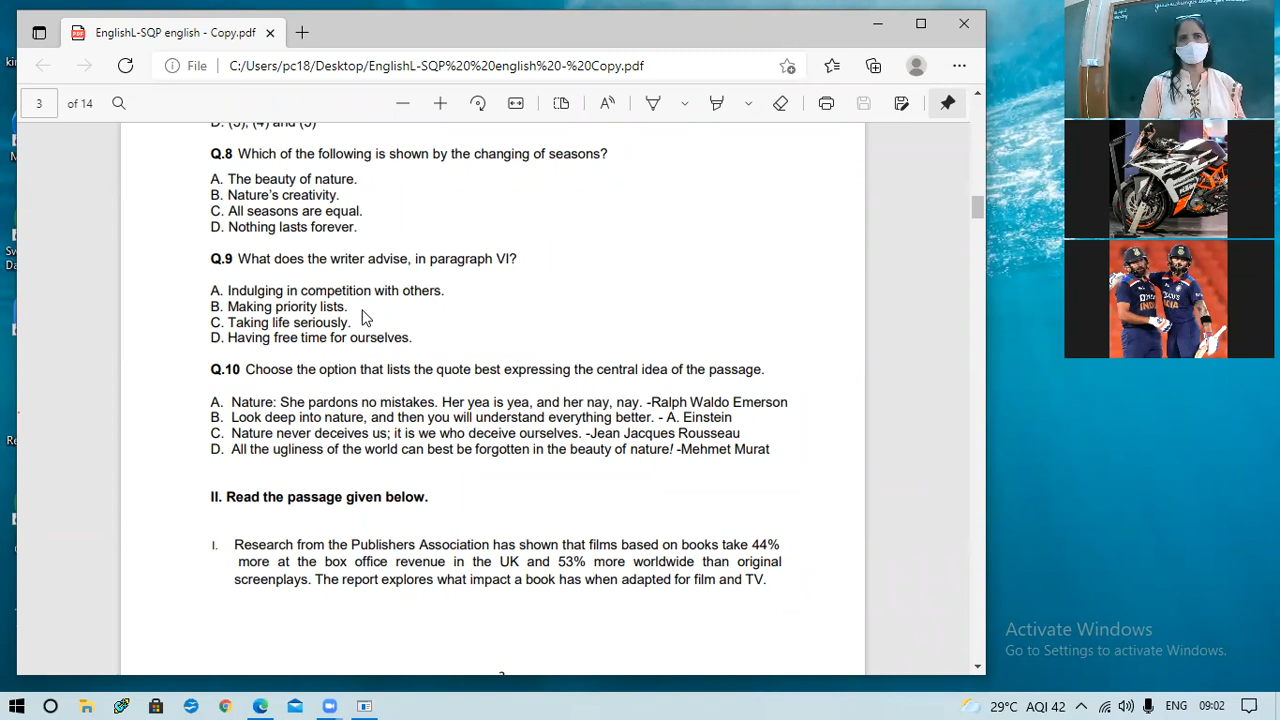 EnglishL-SQP english - Copy.pdf
File C:/Users/pc18/Desktop/EnglishL-SQP%20%20english%20-%20Copy.pdf
3 of 14
D. (3), (4) and (5)
Q.8 Which of the following is shown by the changing of seasons?
A. The beauty of nature.
B. Nature's creativity.
C. All seasons are equal.
D. Nothing lasts forever.
Q.9 What does the writer advise, in paragraph VI?
A. Indulging in competition with others.
B. Making priority lists.
C. Taking life seriously.
D. Having free time for ourselves.
Q.10 Choose the option that lists the quote best expressing the central idea of the passage.
A. Nature: She pardons no mistakes. Her yea is yea, and her nay, nay. -Ralph Waldo Emerson
B. Look deep into nature, and then you will understand everything better. - A. Einstein
C. Nature never deceives us; it is we who deceive ourselves. -Jean Jacques Rousseau
D. All the ugliness of the world can best be forgotten in the beauty of nature! -Mehmet Murat
II. Read the passage given below.
I. Research from the Publishers Association has shown that films based on books take 44%
more at the box office revenue in the UK and 53% more worldwide than original
screenplays. The report explores what impact a book has when adapted for film and TV.
INDIA
Activate Windows
Go to Settings to activate Windows.
29°C AQI 42 ENG 09:02